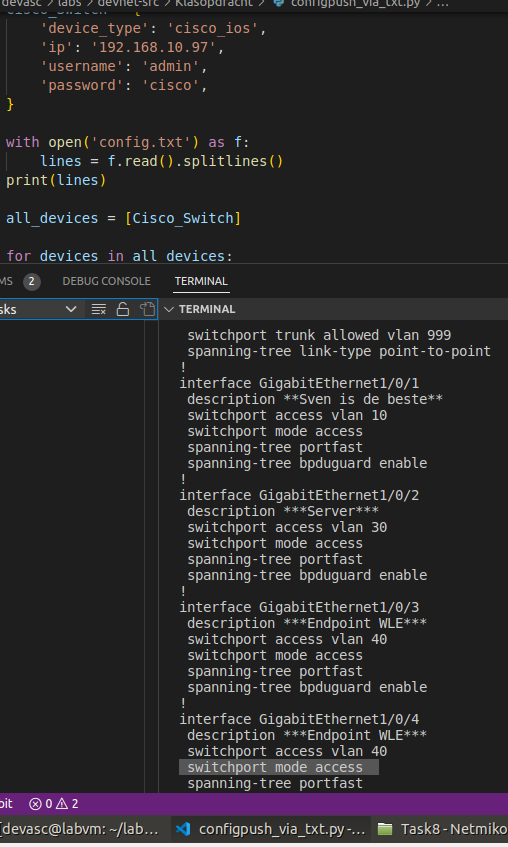 devasc > labs > devnet-src > Klasopdracht > configpush_via_txt.py > ...
Cisco_Switch = {
'device_type': 'cisco_ios',
'ip': '192.168.10.97',
'username': 'admin',
'password': 'cisco',
}
with open('config.txt') as f:
lines = f.read().splitlines()
print(lines)
all_devices = [Cisco_Switch]
for devices in all_devices:
MS 2 DEBUG CONSOLE TERMINAL
sks
TERMINAL
switchport trunk allowed vlan 999
spanning-tree link-type point-to-point
!
interface GigabitEthernet1/0/1
description **Sven is de beste**
switchport access vlan 10
switchport mode access
spanning-tree portfast
spanning-tree bpduguard enable
!
interface GigabitEthernet1/0/2
description ***Server***
switchport access vlan 30
switchport mode access
spanning-tree portfast
spanning-tree bpduguard enable
!
interface GigabitEthernet1/0/3
description ***Endpoint WLE***
switchport access vlan 40
switchport mode access
spanning-tree portfast
spanning-tree bpduguard enable
!
interface GigabitEthernet1/0/4
description ***Endpoint WLE***
switchport access vlan 40
switchport mode access
spanning-tree portfast
bit 0 2
[devasc@labvm: ~/lab... configpush_via_txt.py -... Task8 - Netmiko